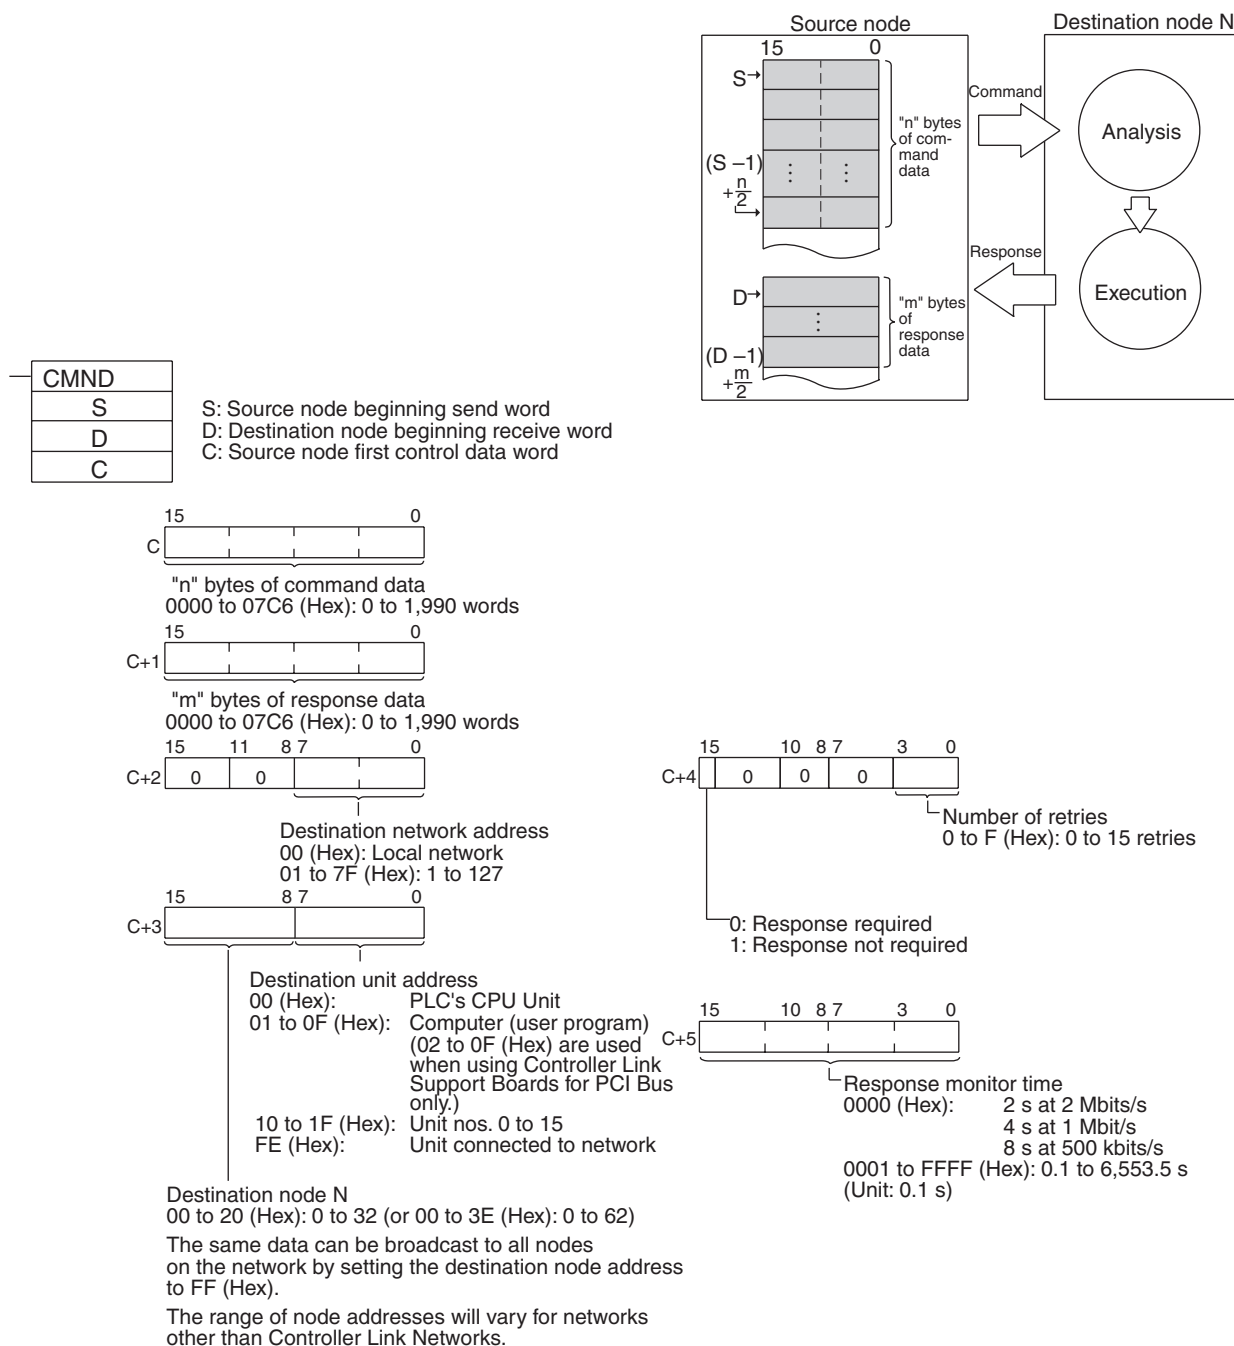 Source node
Destination node N
15 0
S
Command
"n" bytes
of com-
mand
data
Analysis
(S –1)
+ n/2
Response
D
"m" bytes
of
response
data
Execution
(D –1)
+ m/2
CMND
S
D
C
S: Source node beginning send word
D: Destination node beginning receive word
C: Source node first control data word
15 0
C
"n" bytes of command data
0000 to 07C6 (Hex): 0 to 1,990 words
15 0
C+1
"m" bytes of response data
0000 to 07C6 (Hex): 0 to 1,990 words
15 11 8 7 0
C+2 0 0
Destination network address
00 (Hex): Local network
01 to 7F (Hex): 1 to 127
15 8 7 0
C+3
Destination unit address
00 (Hex): PLC's CPU Unit
01 to 0F (Hex): Computer (user program)
(02 to 0F (Hex) are used
when using Controller Link
Support Boards for PCI Bus
only.)
10 to 1F (Hex): Unit nos. 0 to 15
FE (Hex): Unit connected to network
Destination node N
00 to 20 (Hex): 0 to 32 (or 00 to 3E (Hex): 0 to 62)
The same data can be broadcast to all nodes
on the network by setting the destination node address
to FF (Hex).
The range of node addresses will vary for networks
other than Controller Link Networks.
15 10 8 7 3 0
C+4 0 0 0
Number of retries
0 to F (Hex): 0 to 15 retries
0: Response required
1: Response not required
15 10 8 7 3 0
C+5
Response monitor time
0000 (Hex): 2 s at 2 Mbits/s
4 s at 1 Mbit/s
8 s at 500 kbits/s
0001 to FFFF (Hex): 0.1 to 6,553.5 s
(Unit: 0.1 s)